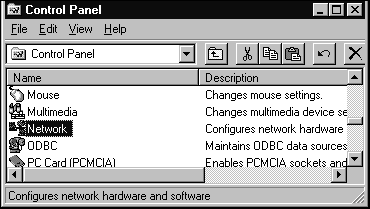 Control Panel
File Edit View Help
Control Panel
Name Description
Mouse Changes mouse settings.
Multimedia Changes multimedia device se
Network Configures network hardware
ODBC Maintains ODBC data sources
PC Card (PCMCIA) Enables PCMCIA sockets and
Configures network hardware and software